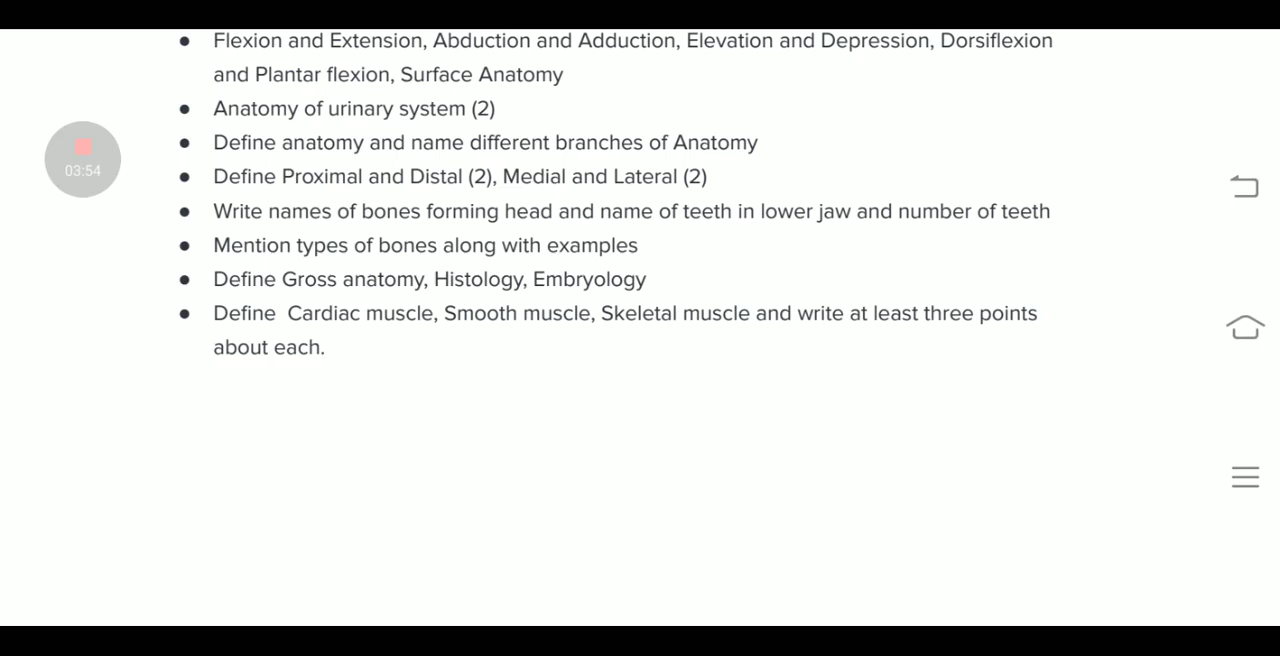 ● Flexion and Extension, Abduction and Adduction, Elevation and Depression, Dorsiflexion
and Plantar flexion, Surface Anatomy
● Anatomy of urinary system (2)
● Define anatomy and name different branches of Anatomy
● Define Proximal and Distal (2), Medial and Lateral (2)
● Write names of bones forming head and name of teeth in lower jaw and number of teeth
● Mention types of bones along with examples
● Define Gross anatomy, Histology, Embryology
● Define  Cardiac muscle, Smooth muscle, Skeletal muscle and write at least three points
about each.
03:54